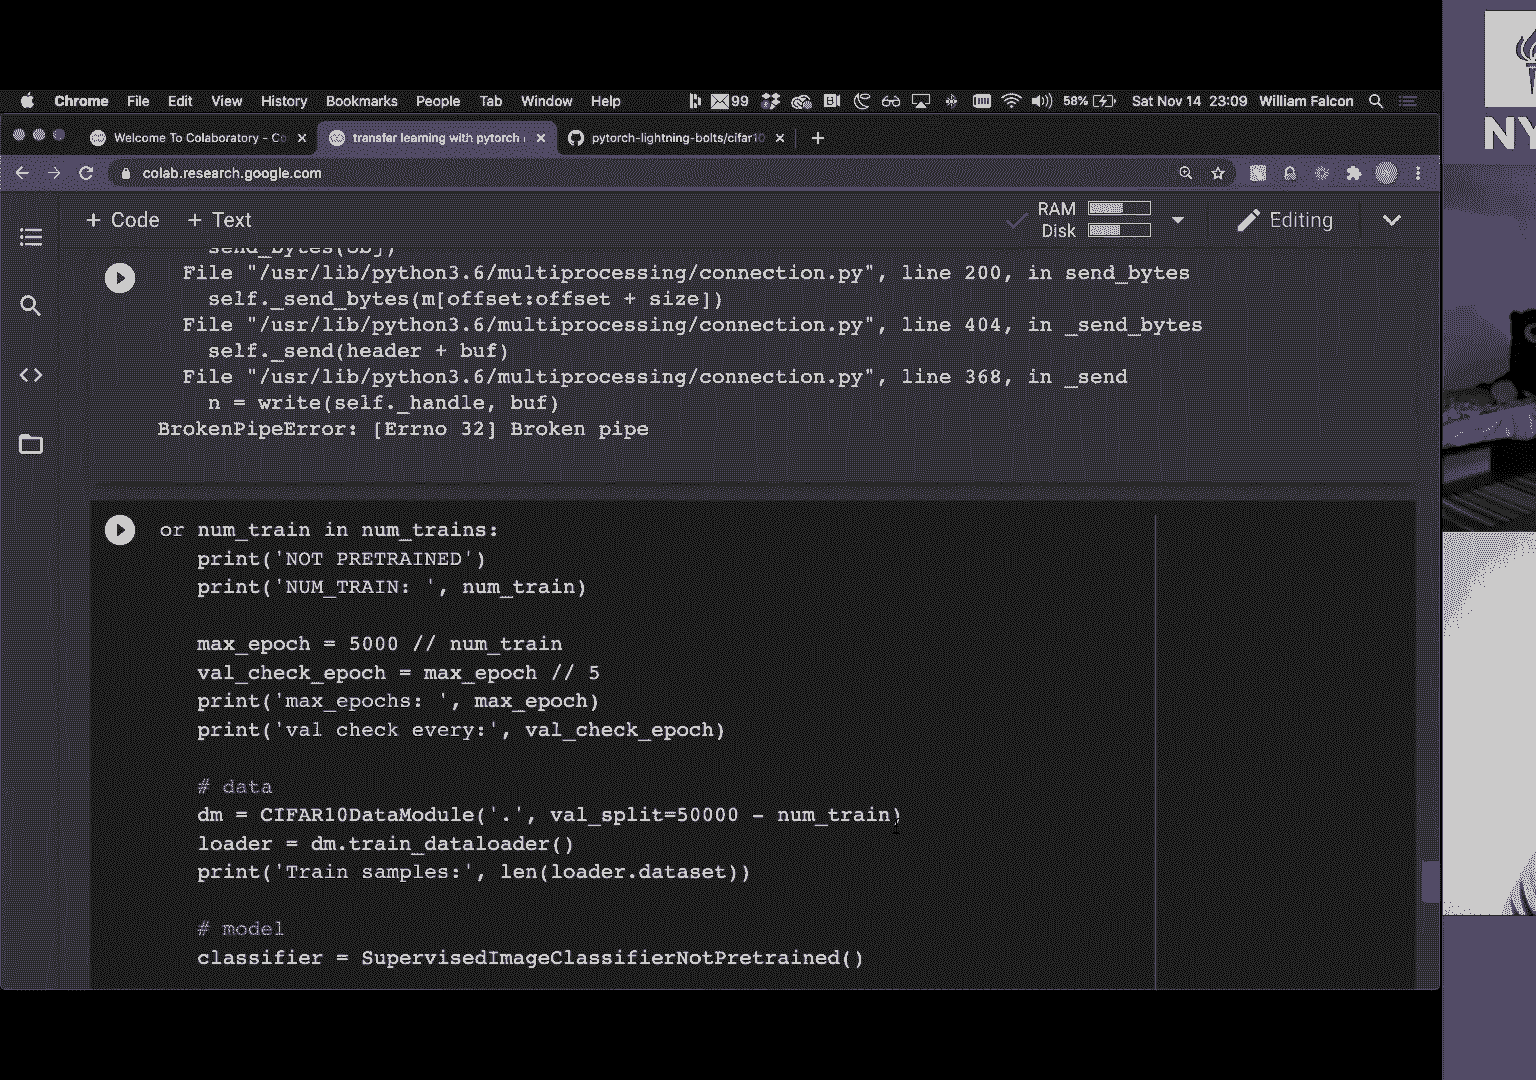 Chrome File Edit View History Bookmarks People Tab Window Help 99 58% Sat Nov 14 23:09 William Falcon
NY
Welcome To Colaboratory - Co
transfer learning with pytorch
pytorch-lightning-bolts/cifar10
colab.research.google.com
+ Code + Text
RAM
Disk
Editing
send_bytes(obj)
File "/usr/lib/python3.6/multiprocessing/connection.py", line 200, in send_bytes
self._send_bytes(m[offset:offset + size])
File "/usr/lib/python3.6/multiprocessing/connection.py", line 404, in _send_bytes
self._send(header + buf)
File "/usr/lib/python3.6/multiprocessing/connection.py", line 368, in _send
n = write(self._handle, buf)
BrokenPipeError: [Errno 32] Broken pipe
or num_train in num_trains:
print('NOT PRETRAINED')
print('NUM_TRAIN: ', num_train)
max_epoch = 5000 // num_train
val_check_epoch = max_epoch // 5
print('max_epochs: ', max_epoch)
print('val check every:', val_check_epoch)
# data
dm = CIFAR10DataModule('.', val_split=50000 - num_train)
loader = dm.train_dataloader()
print('Train samples:', len(loader.dataset))
# model
classifier = SupervisedImageClassifierNotPretrained()